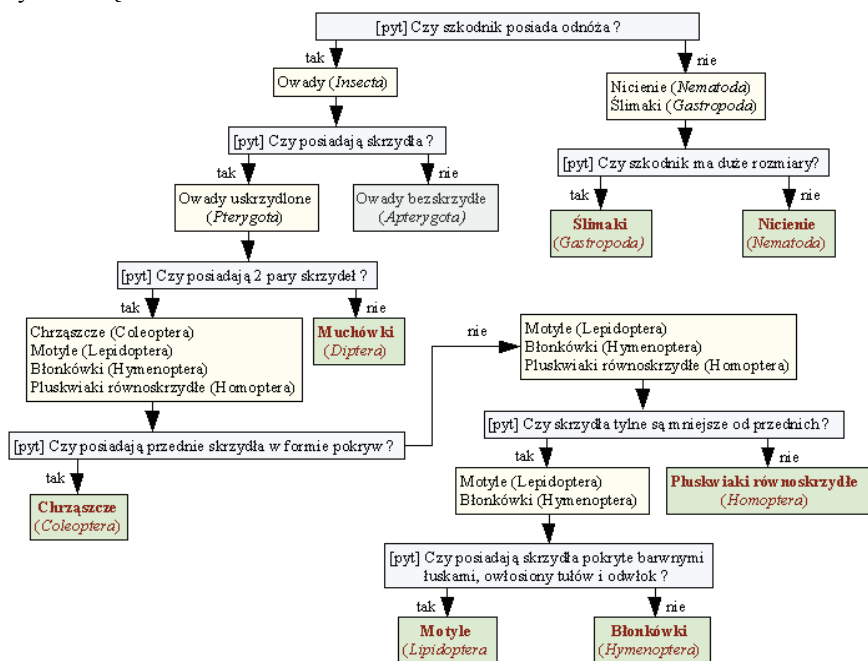 [pyt] Czy szkodnik posiada odnóża ?
tak
nie
Owady (Insecta)
Nicienie (Nematoda)
Ślimaki (Gastropoda)
[pyt] Czy posiadają skrzydła ?
[pyt] Czy szkodnik ma duże rozmiary?
tak
nie
tak
nie
Owady uskrzydlone
(Pterygota)
Owady bezskrzydłe
(Apterygota)
Ślimaki
(Gastropoda)
Nicienie
(Nematoda)
[pyt] Czy posiadają 2 pary skrzydeł ?
tak
nie
Chrząszcze (Coleoptera)
Motyle (Lepidoptera)
Błonkówki (Hymenoptera)
Pluskwiaki równoskrzydłe (Homoptera)
Muchówki
(Diptera)
nie
Motyle (Lepidoptera)
Błonkówki (Hymenoptera)
Pluskwiaki równoskrzydłe (Homoptera)
[pyt] Czy posiadają przednie skrzydła w formie pokryw ?
[pyt] Czy skrzydła tylne są mniejsze od przednich ?
tak
tak
nie
Chrząszcze
(Coleoptera)
Motyle (Lepidoptera)
Błonkówki (Hymenoptera)
Pluskwiaki równoskrzydłe
(Homoptera)
[pyt] Czy posiadają skrzydła pokryte barwnymi
łuskami, owłosiony tułów i odwłok ?
tak
nie
Motyle
(Lipidoptera
Błonkówki
(Hymenoptera)